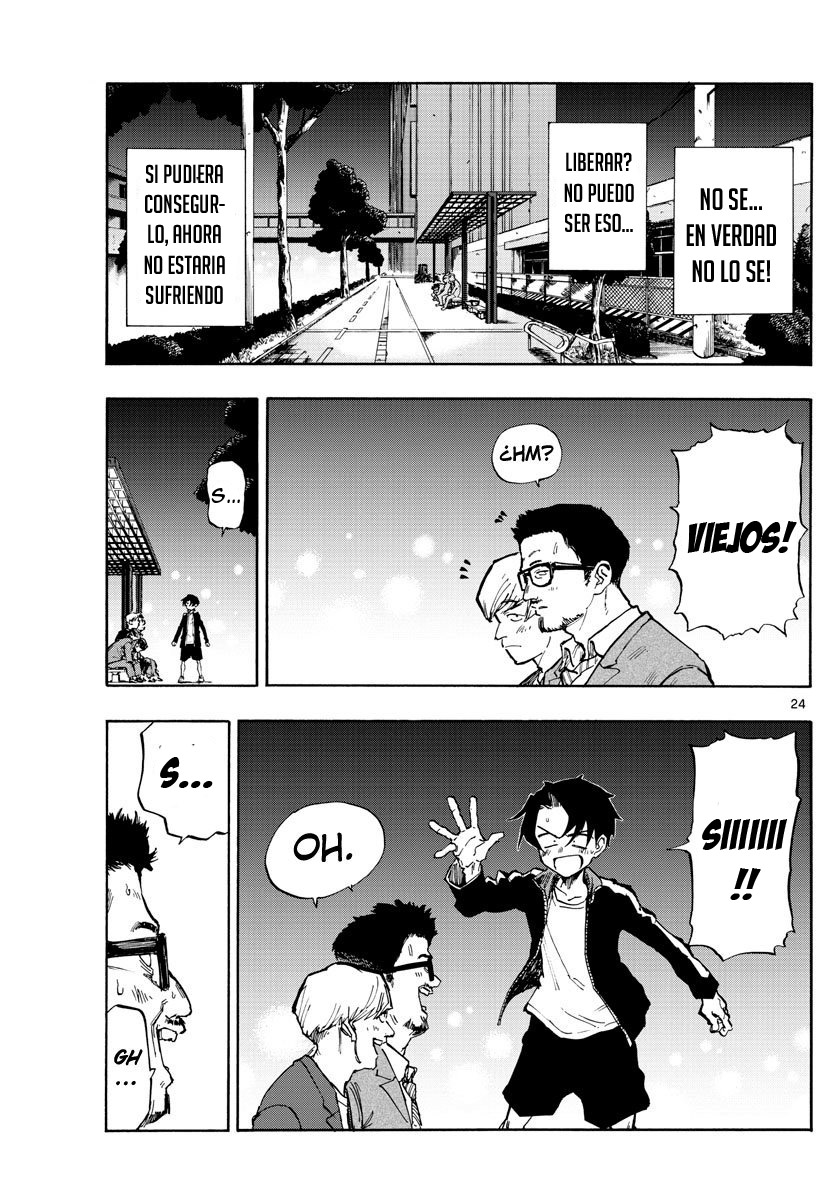 NO SE...
EN VERDAD
NO LO SE!
LIBERAR?
NO PUEDO
SER ESO...
SI PUDIERA
CONSEGUR-
LO, AHORA
NO ESTARIA
SUFRIENDO
VIEJOS!
¿HM?
S...
24
SIIIIIII
!!
OH.
S...
GH
...